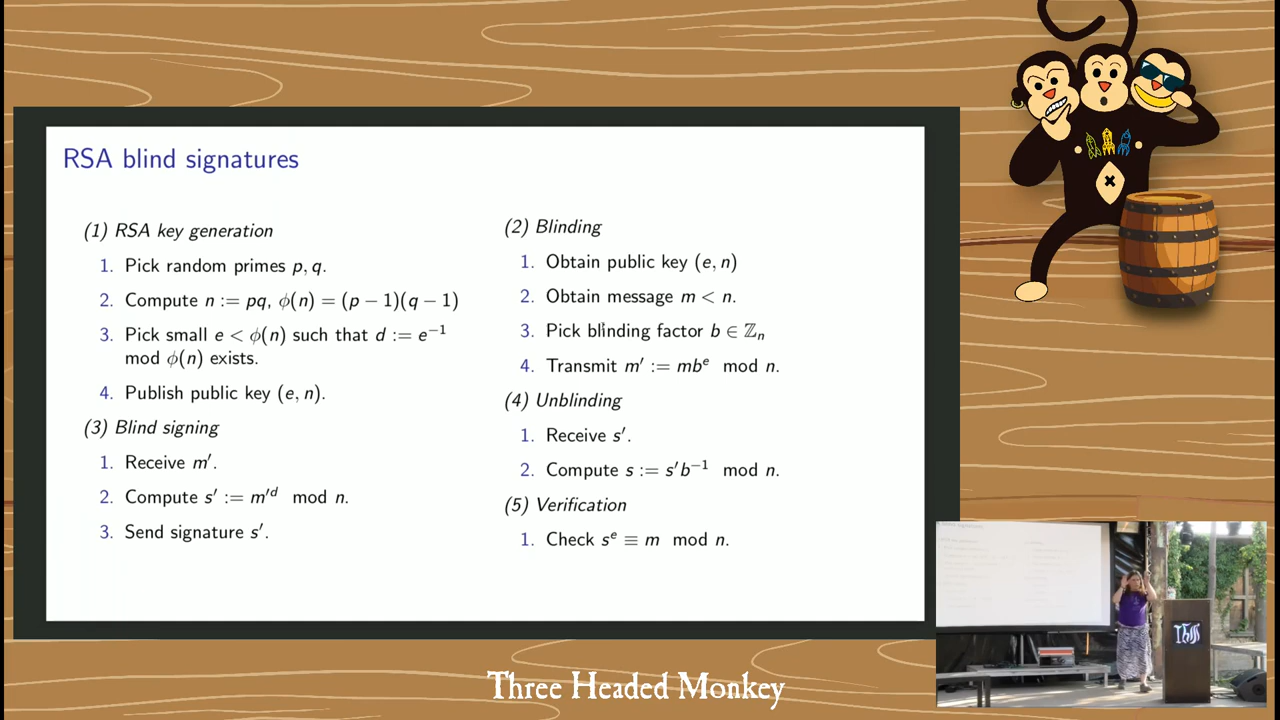 RSA blind signatures
(1) RSA key generation
1. Pick random primes p, q.
2. Compute n := pq, ϕ(n) = (p − 1)(q − 1)
3. Pick small e < ϕ(n) such that d := e⁻¹
mod ϕ(n) exists.
4. Publish public key (e, n).
(3) Blind signing
1. Receive m′.
2. Compute s′ := m′ᵈ mod n.
3. Send signature s′.
(2) Blinding
1. Obtain public key (e, n)
2. Obtain message m < n.
3. Pick blinding factor b ∈ ℤₙ
4. Transmit m′ := mbᵉ mod n.
(4) Unblinding
1. Receive s′.
2. Compute s := s′b⁻¹ mod n.
(5) Verification
1. Check sᵉ ≡ m mod n.
Three Headed Monkey